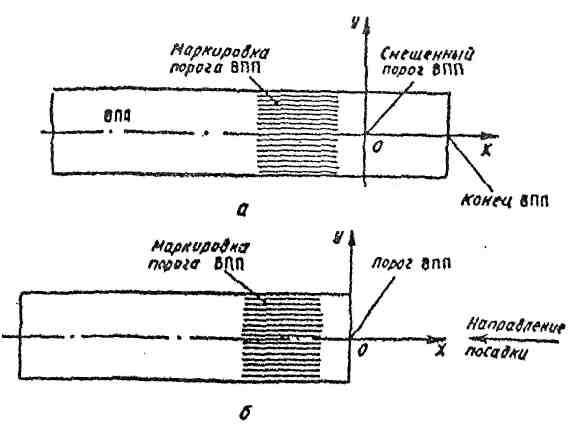 у
Маркировка
порога ВПП
Смещенный
порог ВПП
ВПП
О
X
Конец ВПП
а
у
Маркировка
порога ВПП
Порог ВПП
Направление
О
X
посадки
б